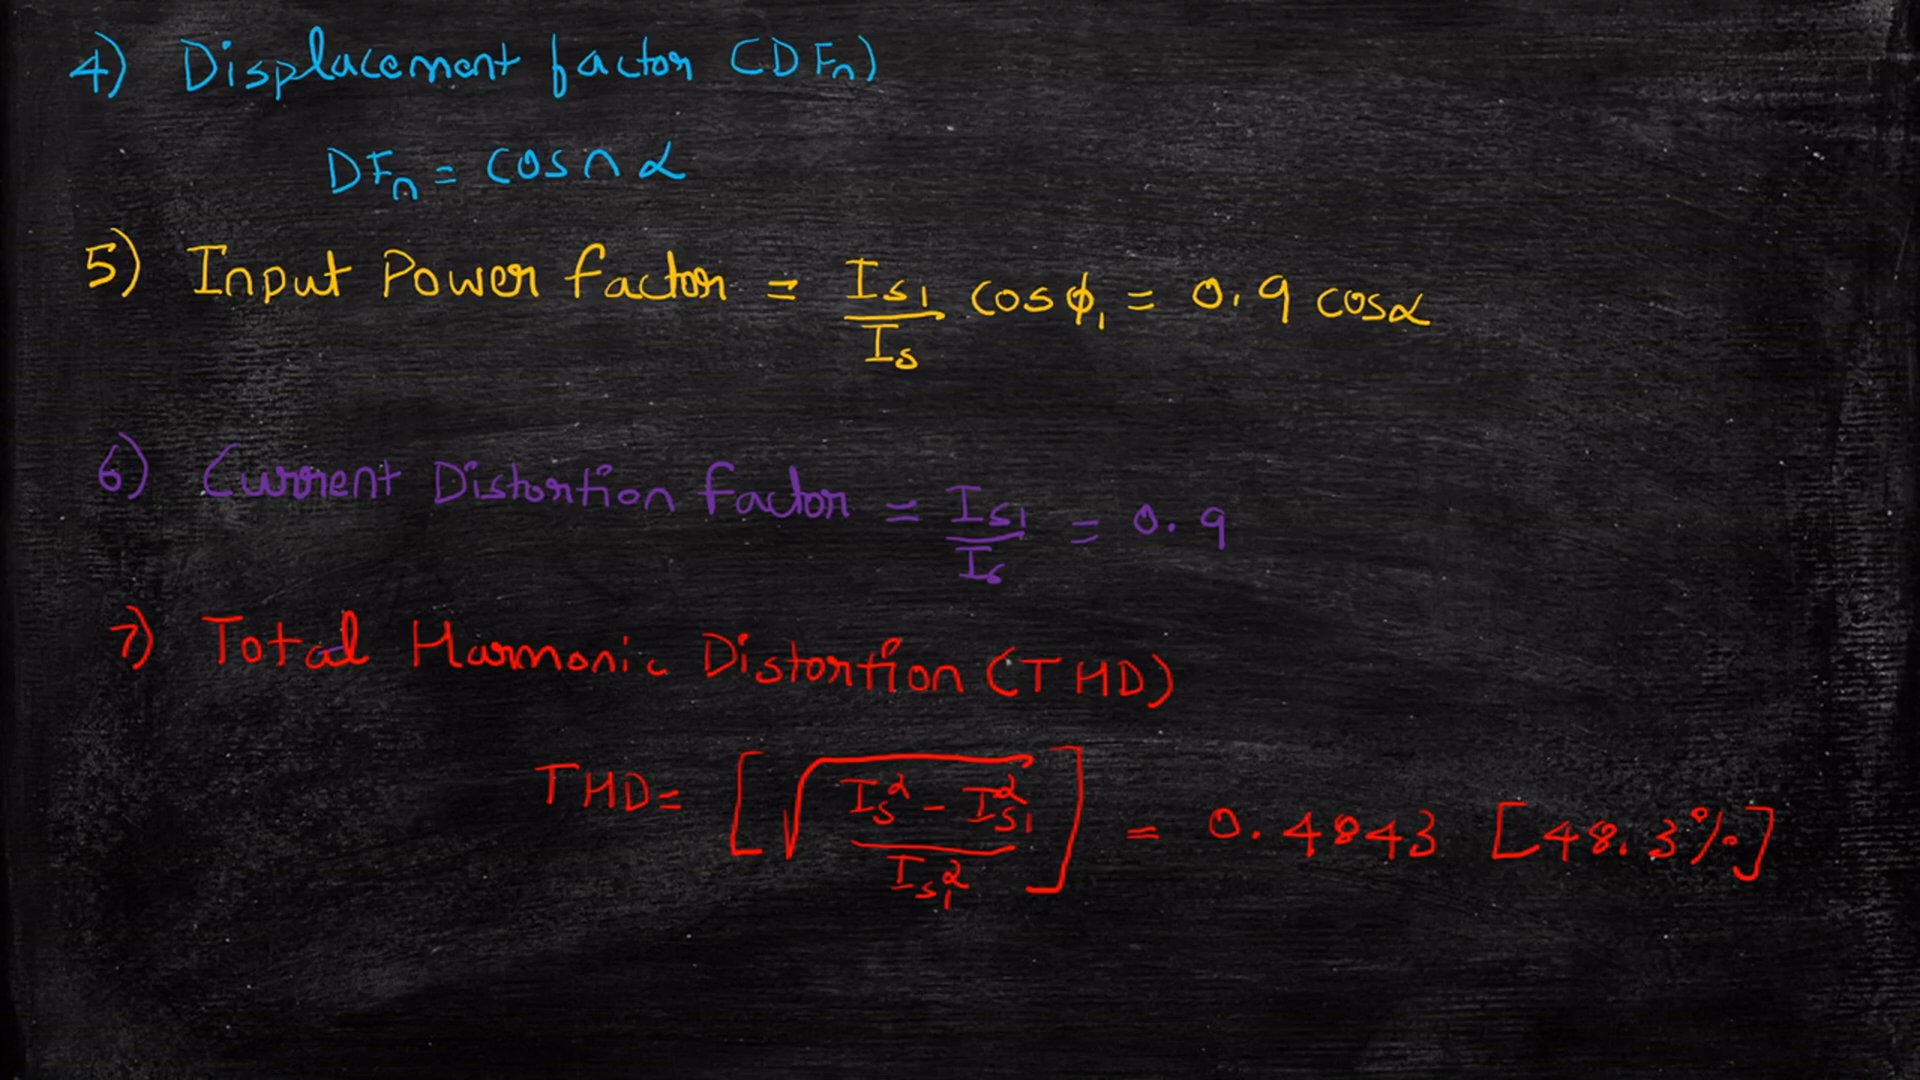 4) Displacement factor (DFn)
DFn = cos n α
5) Input Power factor = Is1/Is cos ϕ1 = 0.9 cosα
6) Current Distortion factor = Is1/Is = 0.9
7) Total Harmonic Distortion (THD)
THD = [√(Is² - Is1²)/Is1²] = 0.4843 [48.3%]